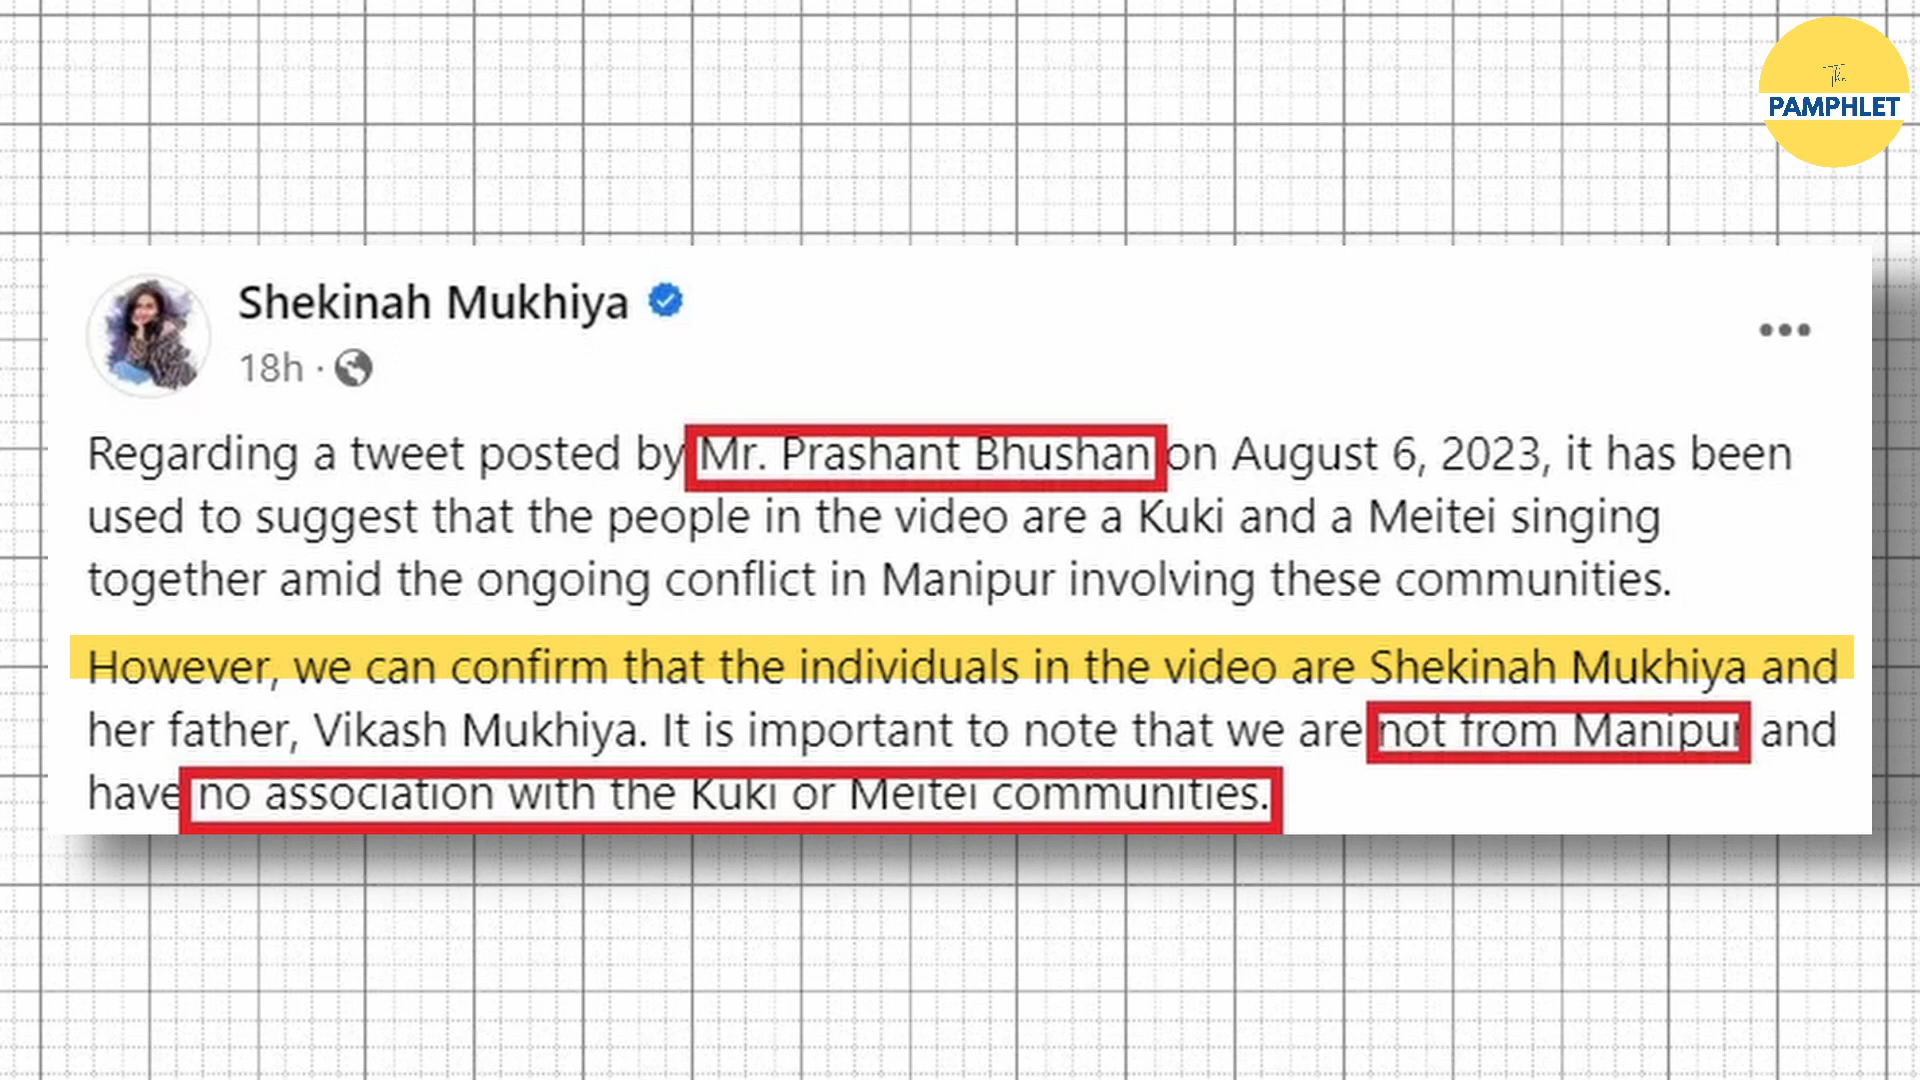 The
PAMPHLET
Shekinah Mukhiya
18h ·
Regarding a tweet posted by Mr. Prashant Bhushan on August 6, 2023, it has been
used to suggest that the people in the video are a Kuki and a Meitei singing
together amid the ongoing conflict in Manipur involving these communities.
However, we can confirm that the individuals in the video are Shekinah Mukhiya and
her father, Vikash Mukhiya. It is important to note that we are not from Manipur and
have no association with the Kuki or Meitei communities.